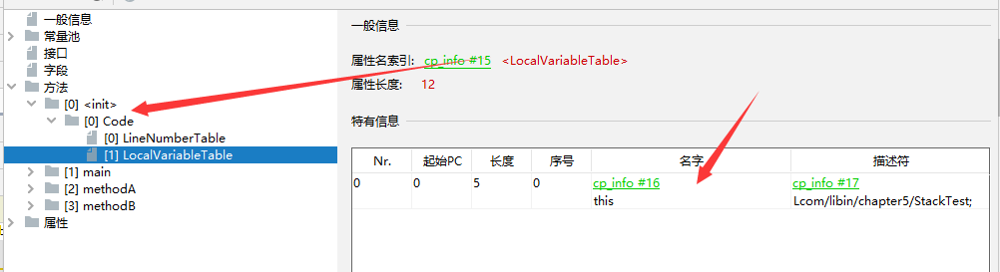 一般信息
常量池
接口
字段
方法
[0] <init>
[0] Code
[0] LineNumberTable
[1] LocalVariableTable
[1] main
[2] methodA
[3] methodB
属性
一般信息
属性名索引: cp_info #15 <LocalVariableTable>
属性长度: 12
特有信息
Nr. 起始PC 长度 序号 名字 描述符
0 0 5 0 cp_info #16 cp_info #17
this Lcom/libin/chapter5/StackTest;